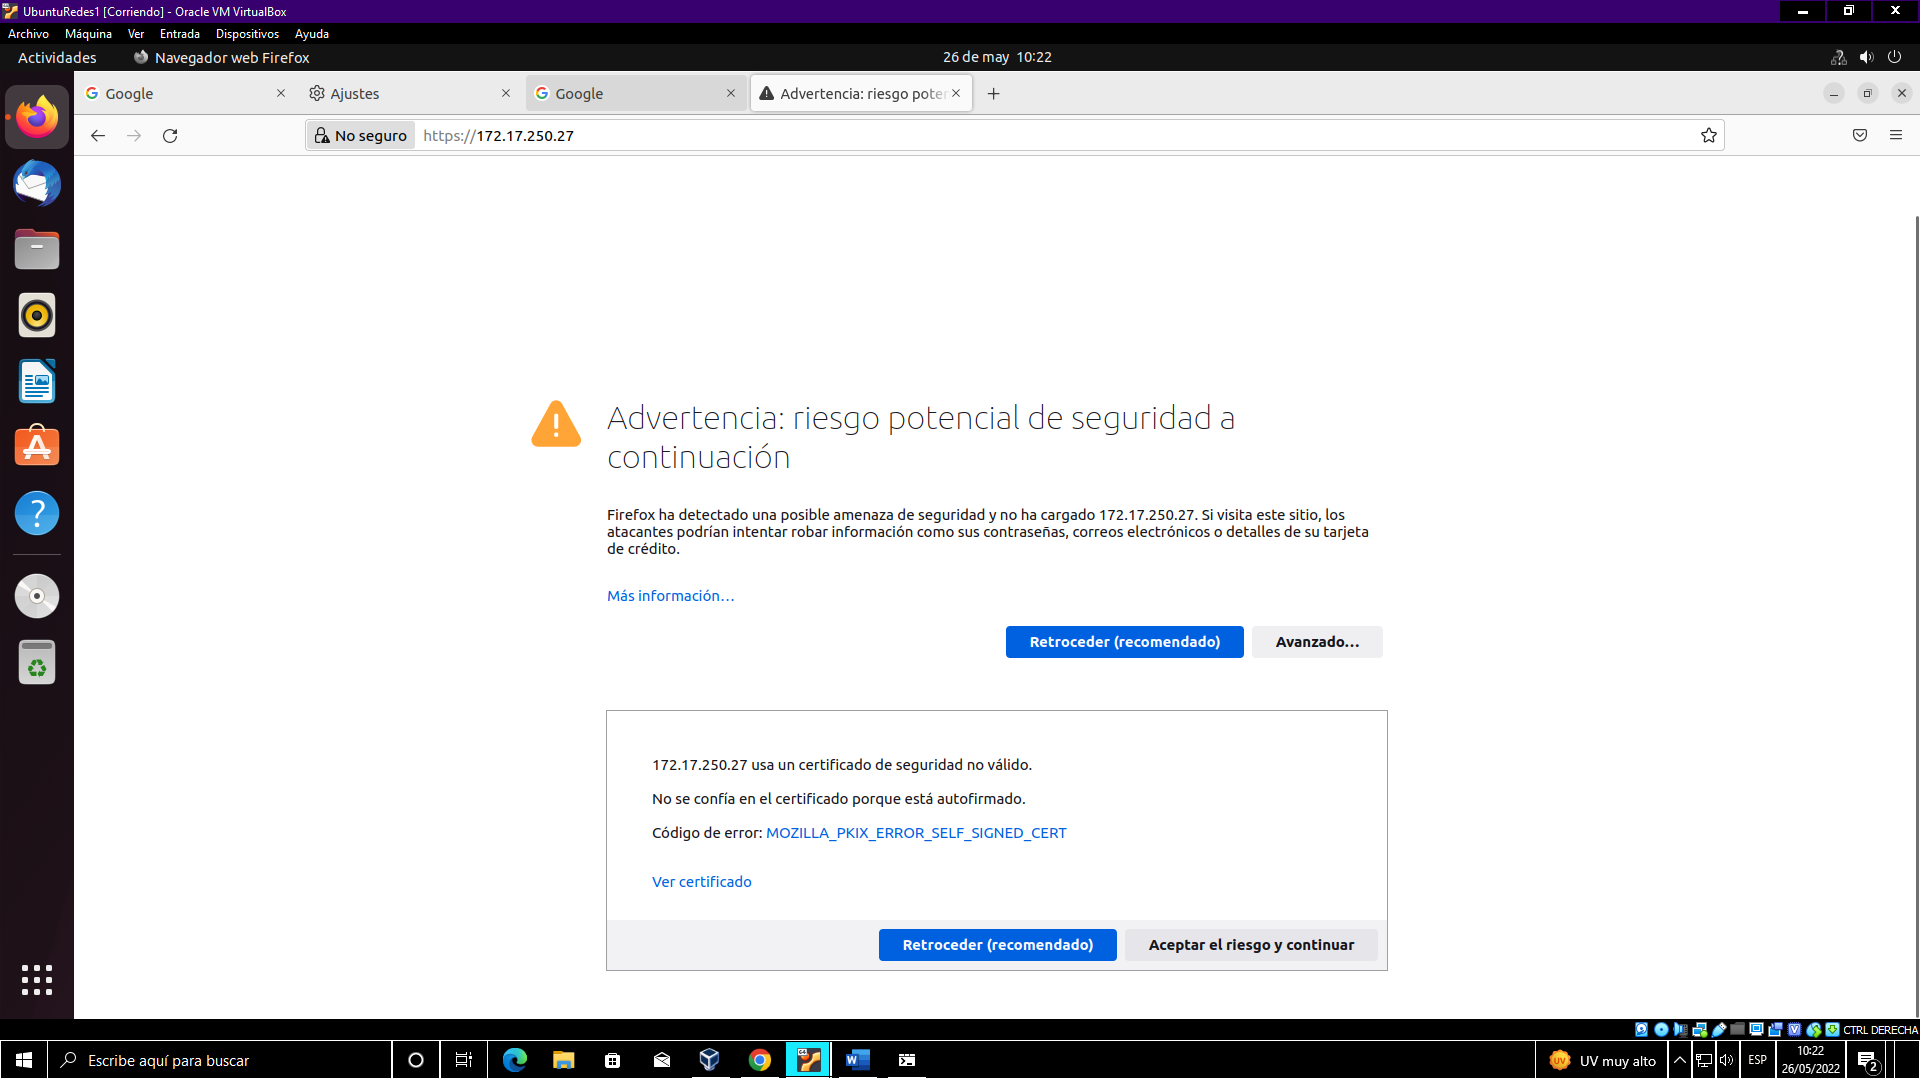 UbuntuRedes1 [Corriendo] - Oracle VM VirtualBox
Archivo Máquina Ver Entrada Dispositivos Ayuda
Actividades Navegador web Firefox 26 de may 10:22
Google Ajustes Google Advertencia: riesgo poten
No seguro https://172.17.250.27
Advertencia: riesgo potencial de seguridad a
continuación
Firefox ha detectado una posible amenaza de seguridad y no ha cargado 172.17.250.27. Si visita este sitio, los
atacantes podrían intentar robar información como sus contraseñas, correos electrónicos o detalles de su tarjeta
de crédito.
Más información…
Retroceder (recomendado) Avanzado…
172.17.250.27 usa un certificado de seguridad no válido.
No se confía en el certificado porque está autofirmado.
Código de error: MOZILLA_PKIX_ERROR_SELF_SIGNED_CERT
Ver certificado
Retroceder (recomendado) Aceptar el riesgo y continuar
CTRL DERECHA
Escribe aquí para buscar UV muy alto ESP 10:22
26/05/2022 2